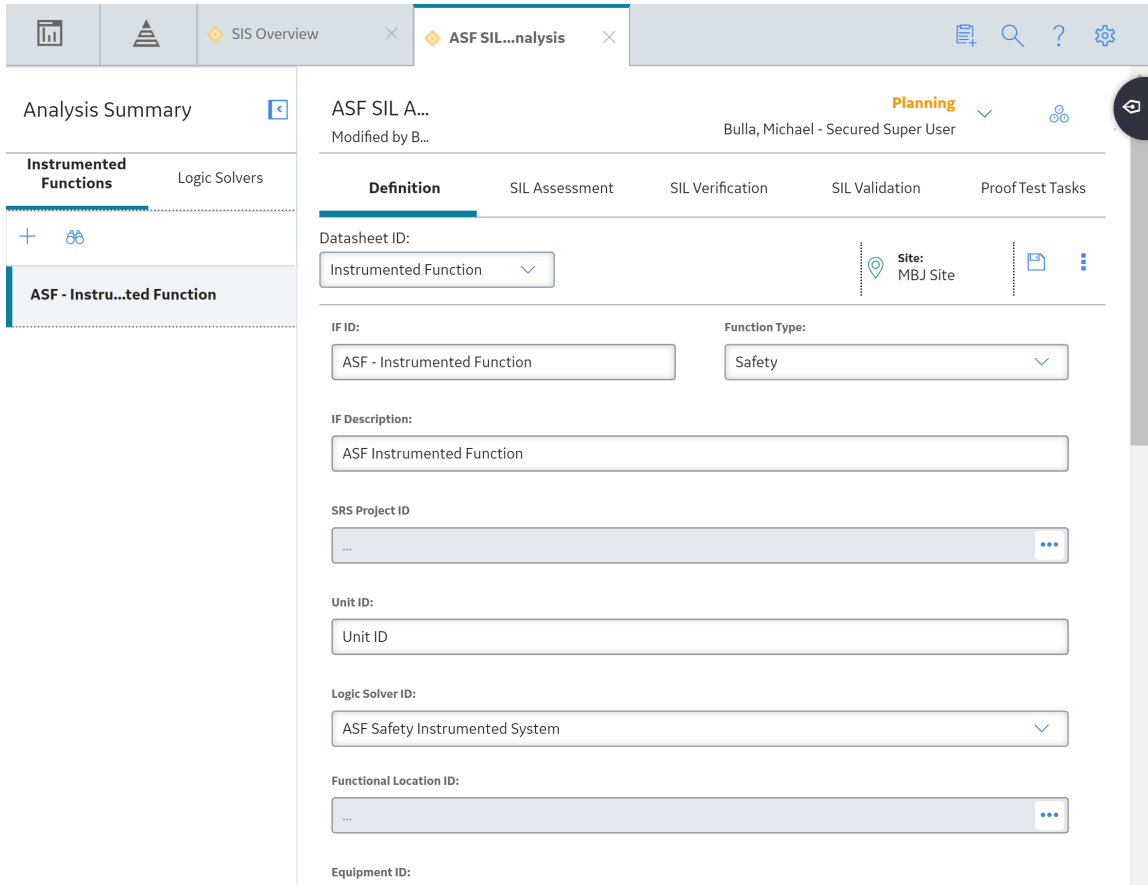 SIS Overview
ASF SIL...nalysis
?
Analysis Summary
Instrumented
Functions
Logic Solvers
ASF - Instru...ted Function
ASF SIL A...
Modified by B...
Planning
Bulla, Michael - Secured Super User
Definition
SIL Assessment
SIL Verification
SIL Validation
Proof Test Tasks
Datasheet ID:
Instrumented Function
Site:
MBJ Site
IF ID:
ASF - Instrumented Function
Function Type:
Safety
IF Description:
ASF Instrumented Function
SRS Project ID
...
Unit ID:
Unit ID
Logic Solver ID:
ASF Safety Instrumented System
Functional Location ID:
...
Equipment ID: